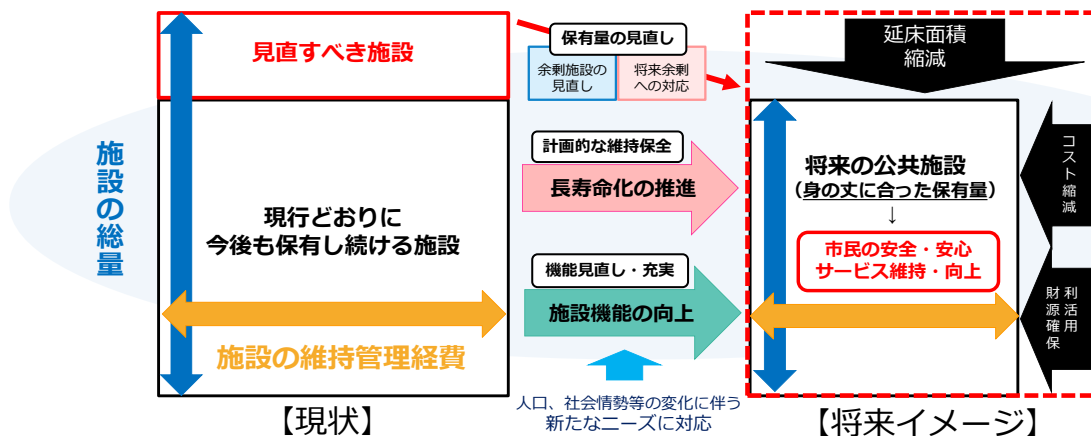 見直すべき施設
施設の総量
現行どおりに
今後も保有し続ける施設
施設の維持管理経費
【現状】
保有量の見直し
余剰施設の
見直し
将来余剰
への対応
計画的な維持保全
長寿命化の推進
機能見直し・充実
施設機能の向上
人口、社会情勢等の変化に伴う
新たなニーズに対応
延床面積
縮減
将来の公共施設
（身の丈に合った保有量）
↓
市民の安全・安心
サービス維持・向上
コスト縮減
利活用
財源確保
【将来イメージ】